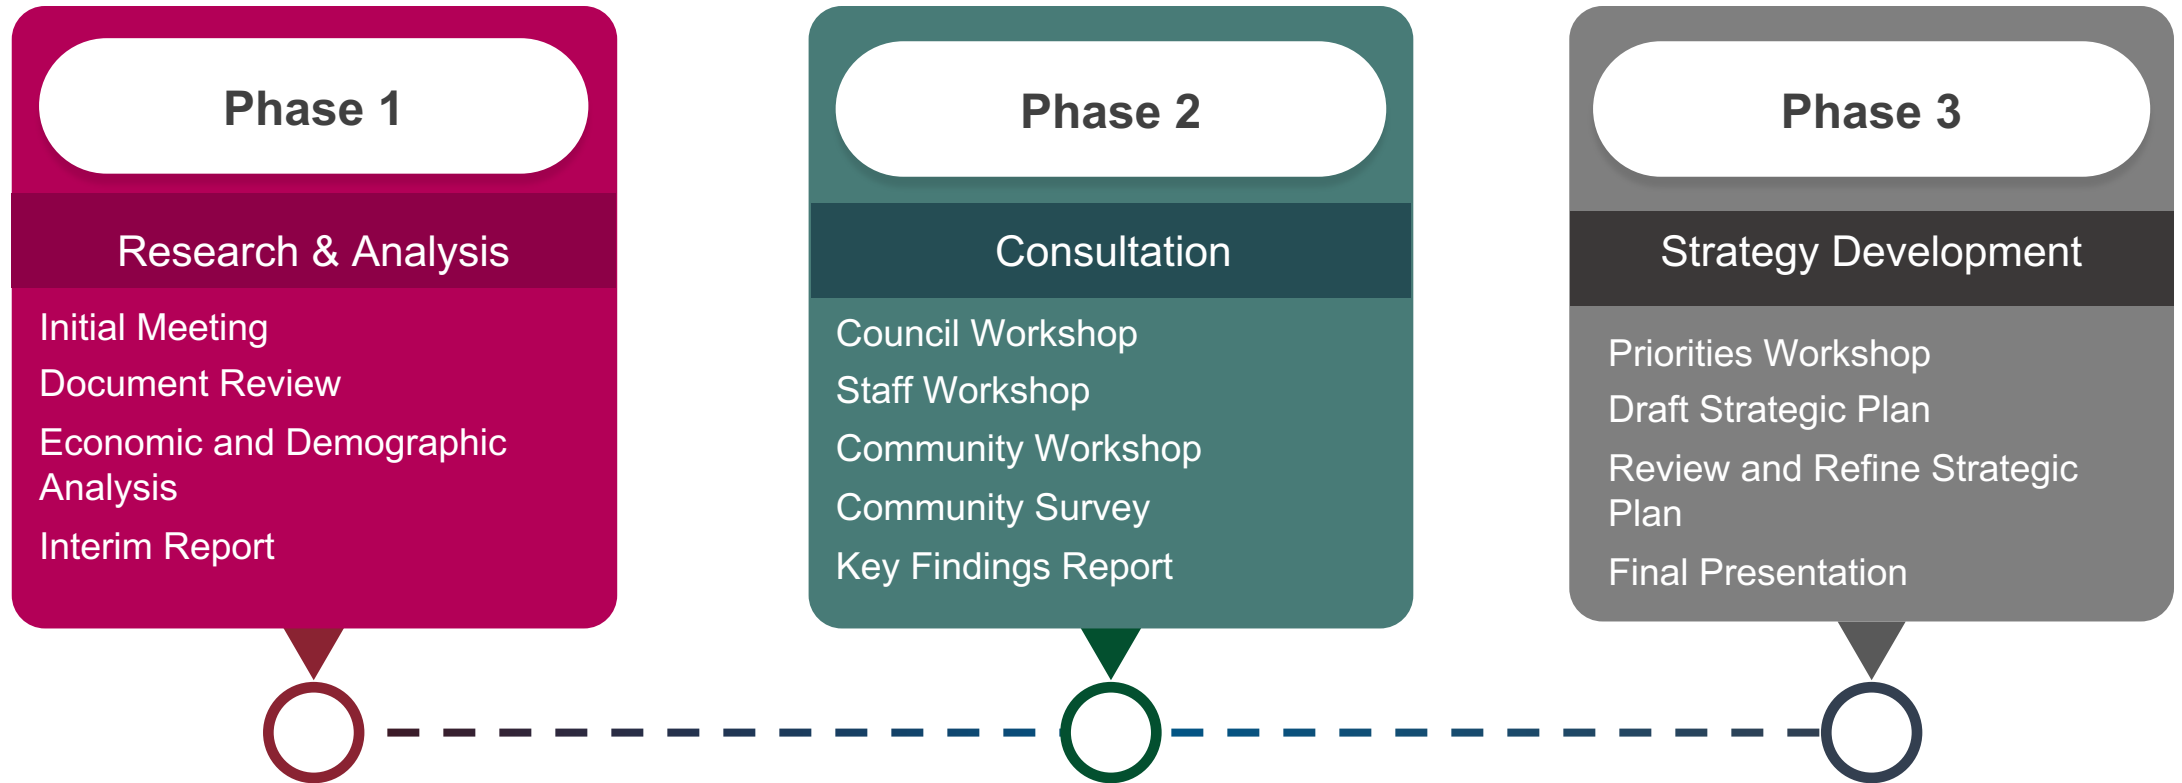 Phase 1
Research & Analysis
Initial Meeting
Document Review
Economic and Demographic
Analysis
Interim Report
Phase 2
Consultation
Council Workshop
Staff Workshop
Community Workshop
Community Survey
Key Findings Report
Phase 3
Strategy Development
Priorities Workshop
Draft Strategic Plan
Review and Refine Strategic
Plan
Final Presentation